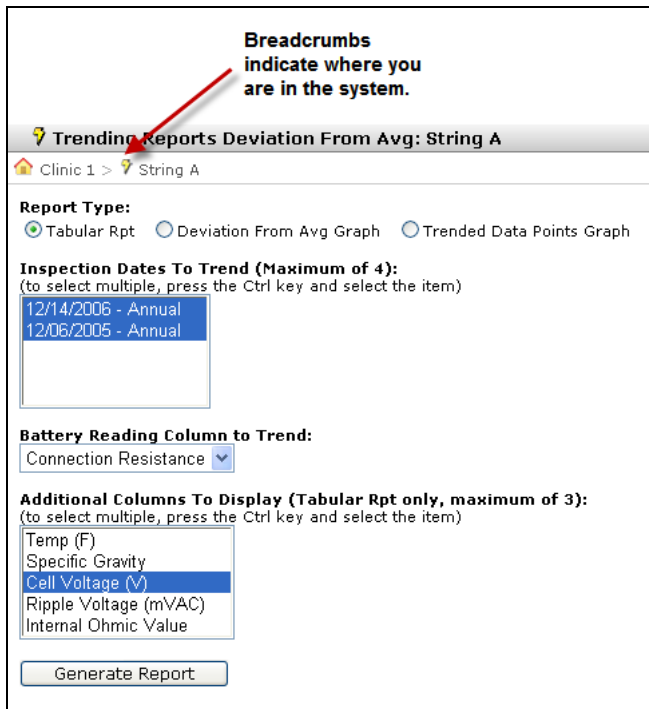 Breadcrumbs
indicate where you
are in the system.
Trending Reports Deviation From Avg: String A
Clinic 1 > String A
Report Type:
Tabular Rpt Deviation From Avg Graph Trended Data Points Graph
Inspection Dates To Trend (Maximum of 4):
(to select multiple, press the Ctrl key and select the item)
12/14/2006 - Annual
12/06/2005 - Annual
Battery Reading Column to Trend:
Connection Resistance
Additional Columns To Display (Tabular Rpt only, maximum of 3):
(to select multiple, press the Ctrl key and select the item)
Temp (F)
Specific Gravity
Cell Voltage (V)
Ripple Voltage (mVAC)
Internal Ohmic Value
Generate Report